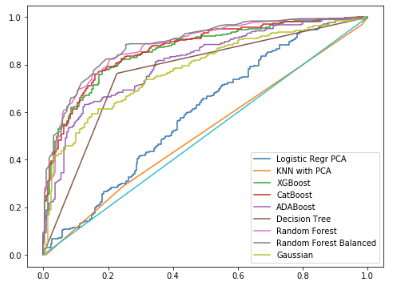 1.0
0.8
0.6
0.4
0.2
0.0
Logistic Regr PCA
KNN with PCA
XGBoost
CatBoost
ADABoost
Decision Tree
Random Forest
Random Forest Balanced
Gaussian
0.0 0.2 0.4 0.6 0.8 1.0